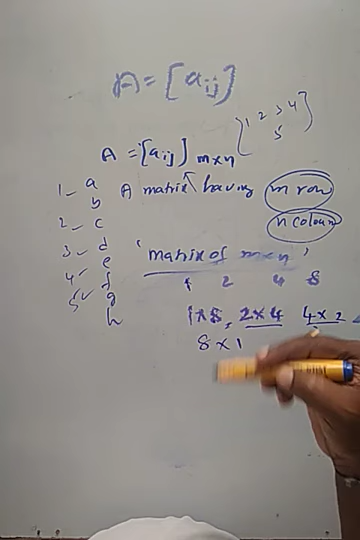 A = [aij]
1 2 3 4
5
A = [aij] m×n
1 - a A matrix having m row
b
2 - c n coloum
3 - d 'matrix of m×n'
e
4 - f 1 2 4 8
5 - g
h 1×8, 2×4 4×2
8×1